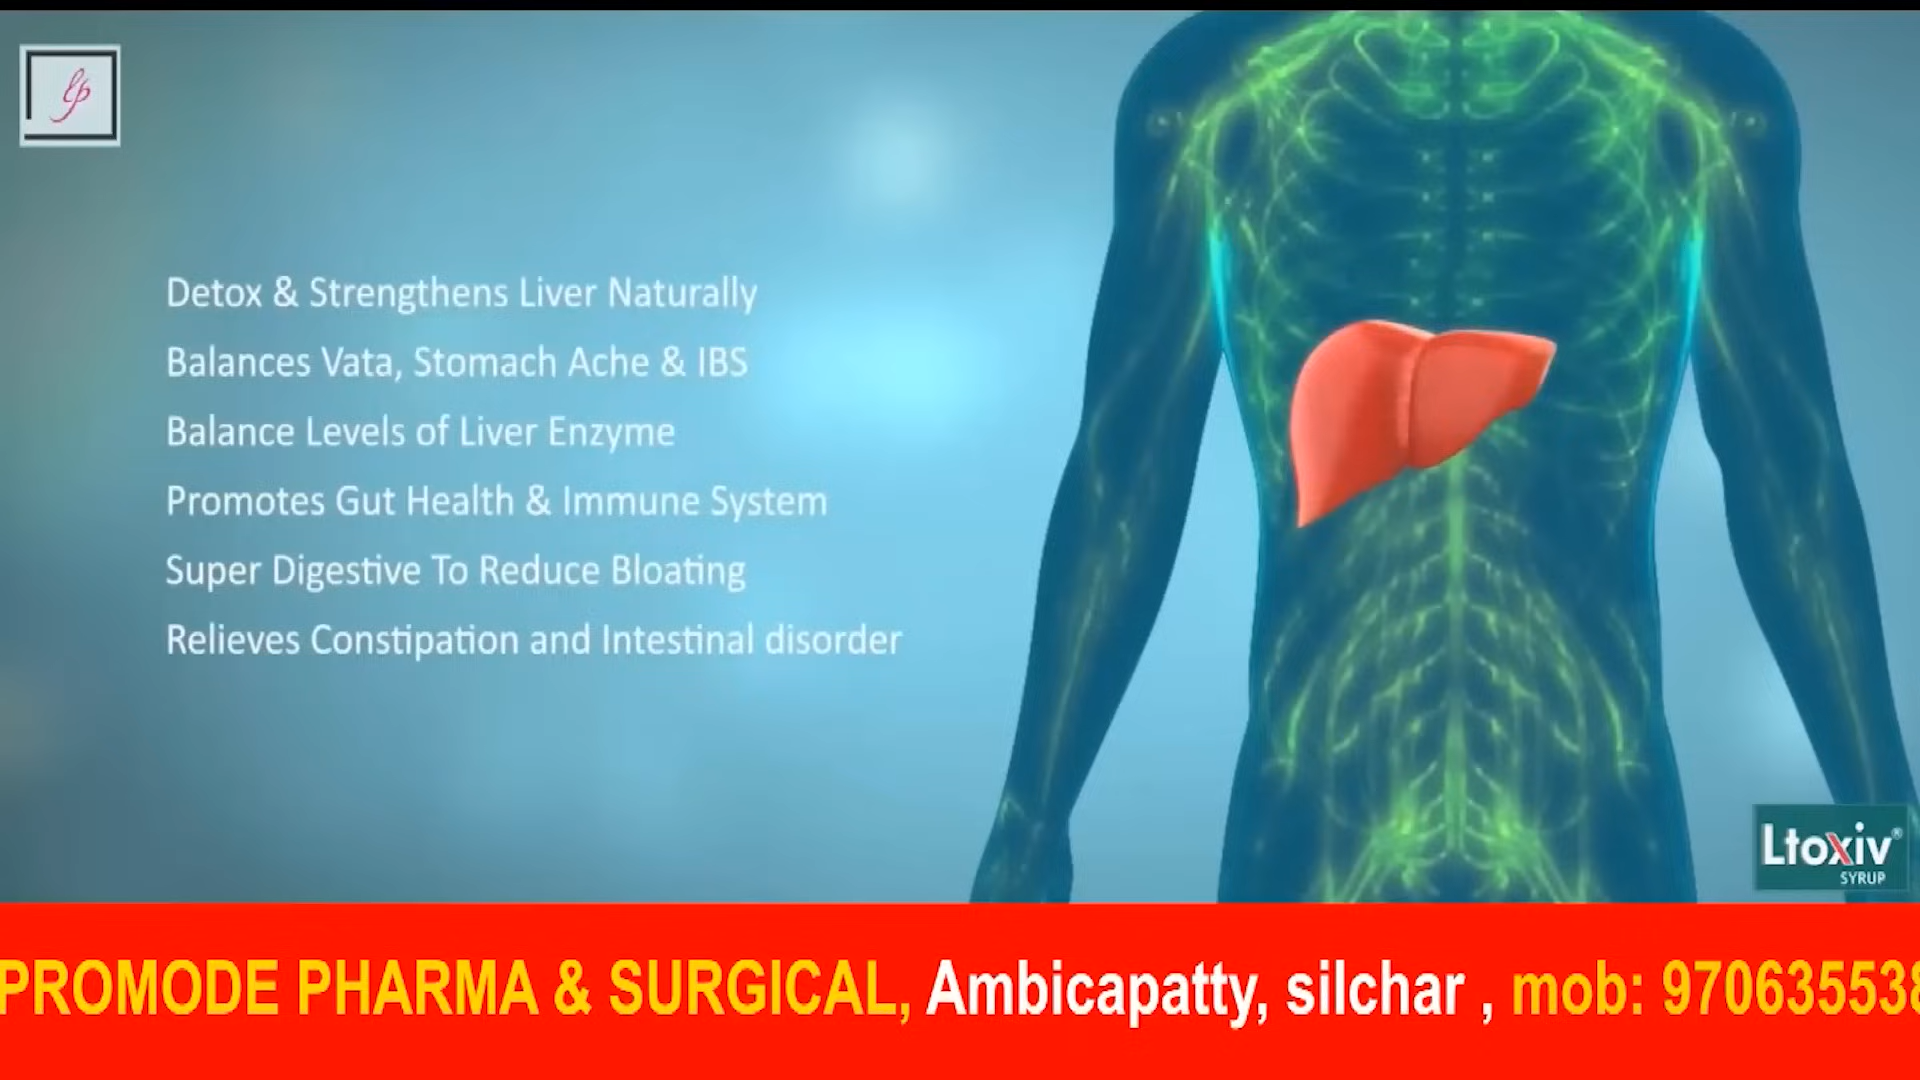 lp
Detox & Strengthens Liver Naturally
Balances Vata, Stomach Ache & IBS
Balance Levels of Liver Enzyme
Promotes Gut Health & Immune System
Super Digestive To Reduce Bloating
Relieves Constipation and Intestinal disorder
Ltoxiv®
SYRUP
PROMODE PHARMA & SURGICAL, Ambicapatty, silchar , mob: 970635538